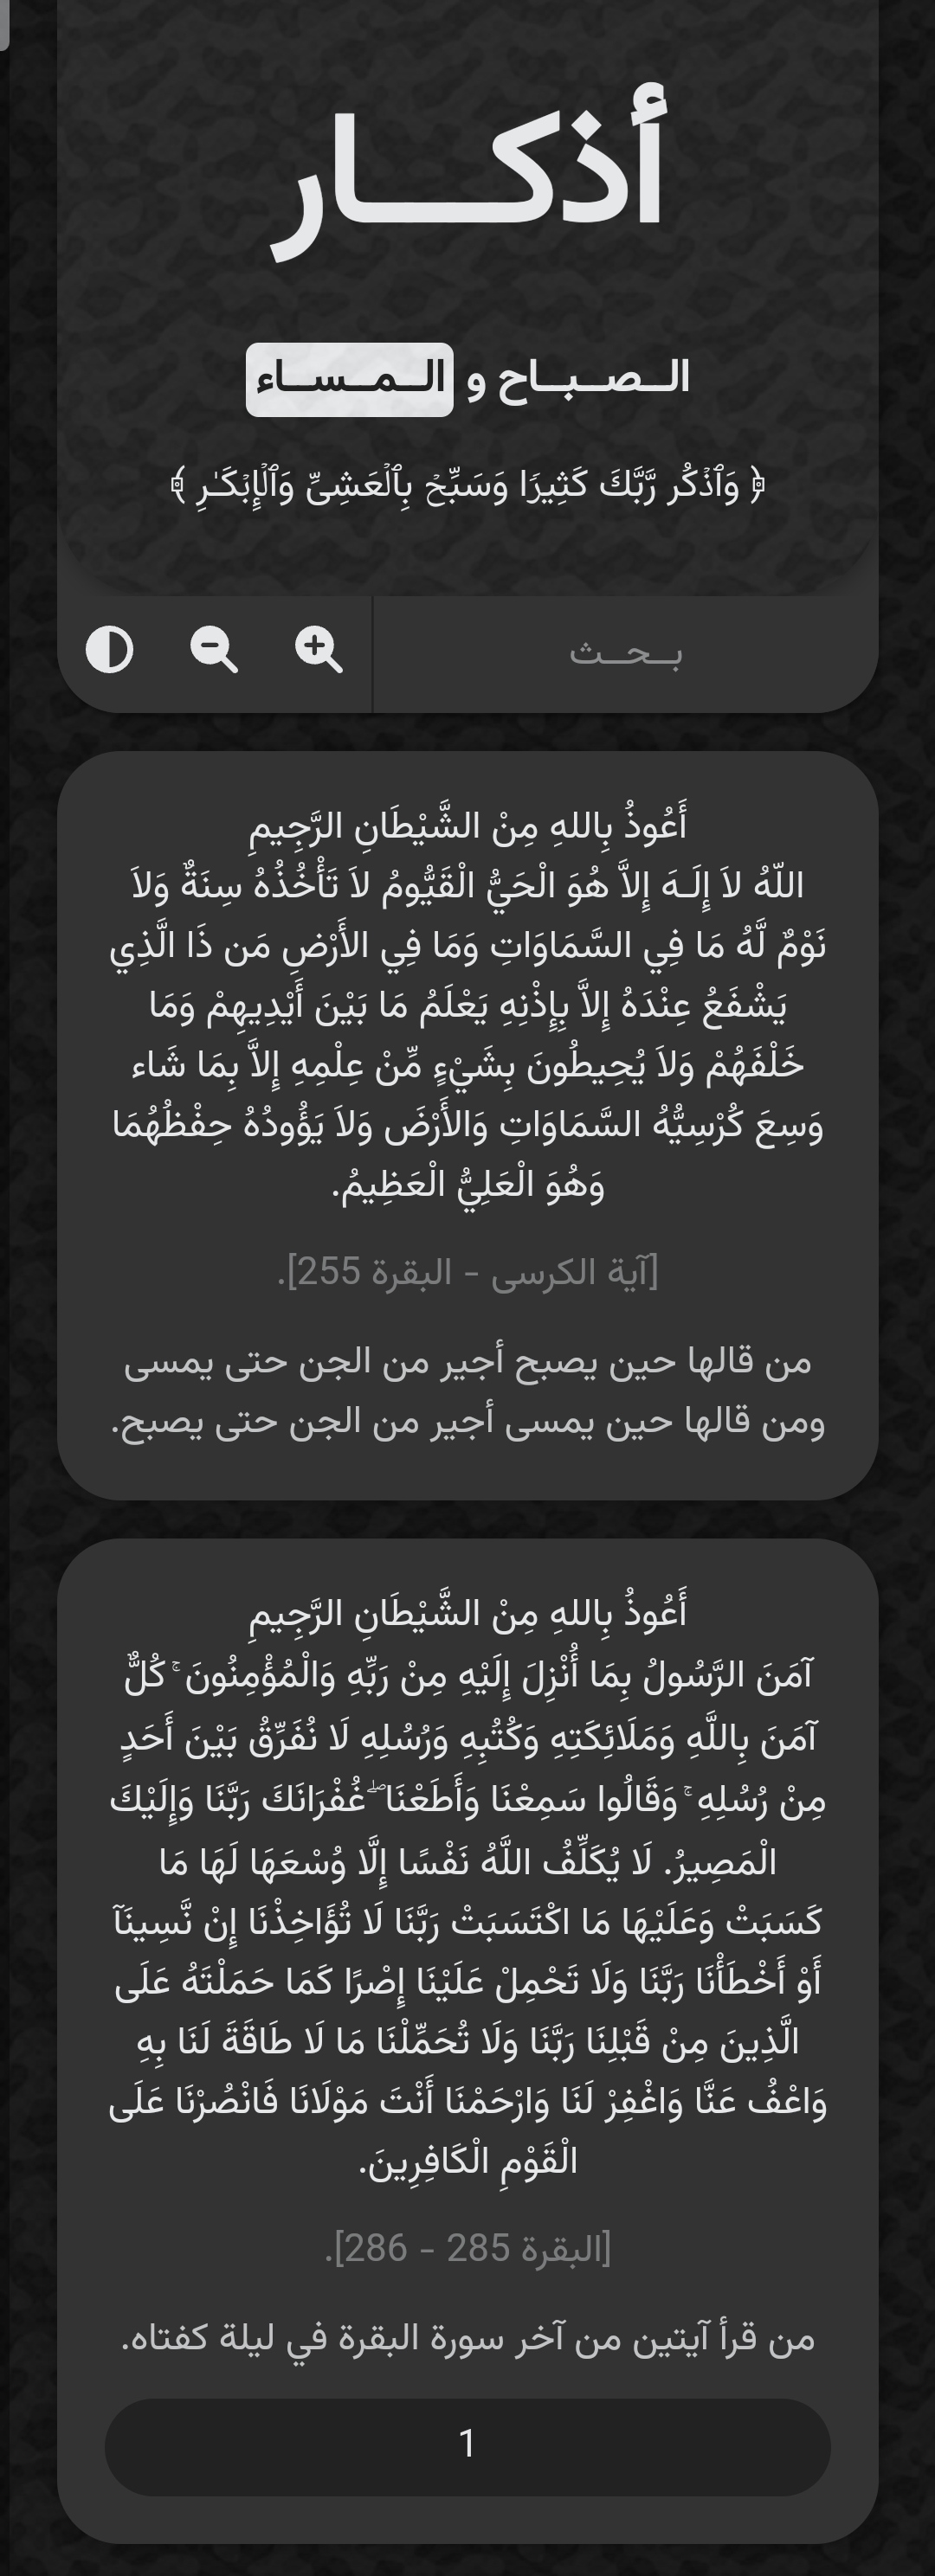 أذكـــار
الــصــبــاح و الــمــســاء
﴿ وَٱذۡكُر رَّبَّكَ كَثِيرٗا وَسَبِّحۡ بِٱلۡعَشِيِّ وَٱلۡإِبۡكَـٰرِ ﴾
بــحــث
أَعُوذُ بِاللهِ مِنْ الشَّيْطَانِ الرَّجِيمِ
اللّهُ لاَ إِلَـهَ إِلاَّ هُوَ الْحَيُّ الْقَيُّومُ لاَ تَأْخُذُهُ سِنَةٌ وَلاَ
نَوْمٌ لَّهُ مَا فِي السَّمَاوَاتِ وَمَا فِي الأَرْضِ مَن ذَا الَّذِي
يَشْفَعُ عِنْدَهُ إِلاَّ بِإِذْنِهِ يَعْلَمُ مَا بَيْنَ أَيْدِيهِمْ وَمَا
خَلْفَهُمْ وَلاَ يُحِيطُونَ بِشَيْءٍ مِّنْ عِلْمِهِ إِلاَّ بِمَا شَاء
وَسِعَ كُرْسِيُّهُ السَّمَاوَاتِ وَالأَرْضَ وَلاَ يَؤُودُهُ حِفْظُهُمَا
وَهُوَ الْعَلِيُّ الْعَظِيمُ.
[آية الكرسى - البقرة 255].
من قالها حين يصبح أجير من الجن حتى يمسى
ومن قالها حين يمسى أجير من الجن حتى يصبح.
أَعُوذُ بِاللهِ مِنْ الشَّيْطَانِ الرَّجِيمِ
آمَنَ الرَّسُولُ بِمَا أُنْزِلَ إِلَيْهِ مِنْ رَبِّهِ وَالْمُؤْمِنُونَ ۚ كُلٌّ
آمَنَ بِاللَّهِ وَمَلَائِكَتِهِ وَكُتُبِهِ وَرُسُلِهِ لَا نُفَرِّقُ بَيْنَ أَحَدٍ
مِنْ رُسُلِهِ ۚ وَقَالُوا سَمِعْنَا وَأَطَعْنَا ۖ غُفْرَانَكَ رَبَّنَا وَإِلَيْكَ
الْمَصِيرُ. لَا يُكَلِّفُ اللَّهُ نَفْسًا إِلَّا وُسْعَهَا لَهَا مَا
كَسَبَتْ وَعَلَيْهَا مَا اكْتَسَبَتْ رَبَّنَا لَا تُؤَاخِذْنَا إِنْ نَّسِينَآ
أَوْ أَخْطَأْنَا رَبَّنَا وَلَا تَحْمِلْ عَلَيْنَا إِصْرًا كَمَا حَمَلْتَهُ عَلَى
الَّذِينَ مِنْ قَبْلِنَا رَبَّنَا وَلَا تُحَمِّلْنَا مَا لَا طَاقَةَ لَنَا بِهِ
وَاعْفُ عَنَّا وَاغْفِرْ لَنَا وَارْحَمْنَا أَنْتَ مَوْلَانَا فَانْصُرْنَا عَلَى
الْقَوْمِ الْكَافِرِينَ.
[البقرة 285 - 286].
من قرأ آيتين من آخر سورة البقرة في ليلة كفتاه.
1